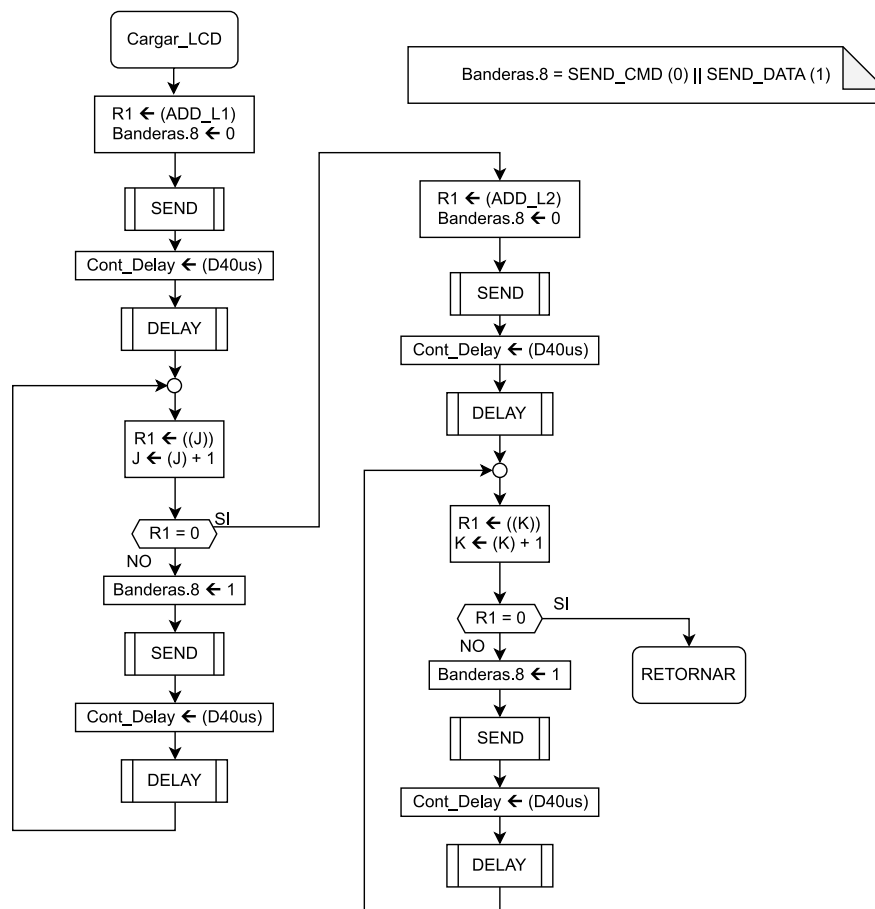 Cargar_LCD
R1 🡨 (ADD_L1)
Banderas.8 🡨 0
SEND
Cont_Delay 🡨 (D40us)
DELAY
R1 🡨 ((J))
J 🡨 (J) + 1
R1 = 0
SI
NO
Banderas.8 🡨 1
SEND
Cont_Delay 🡨 (D40us)
DELAY
Banderas.8 = SEND_CMD (0) || SEND_DATA (1)
R1 🡨 (ADD_L2)
Banderas.8 🡨 0
SEND
Cont_Delay 🡨 (D40us)
DELAY
R1 🡨 ((K))
K 🡨 (K) + 1
R1 = 0
SI
NO
Banderas.8 🡨 1
SEND
Cont_Delay 🡨 (D40us)
DELAY
RETORNAR